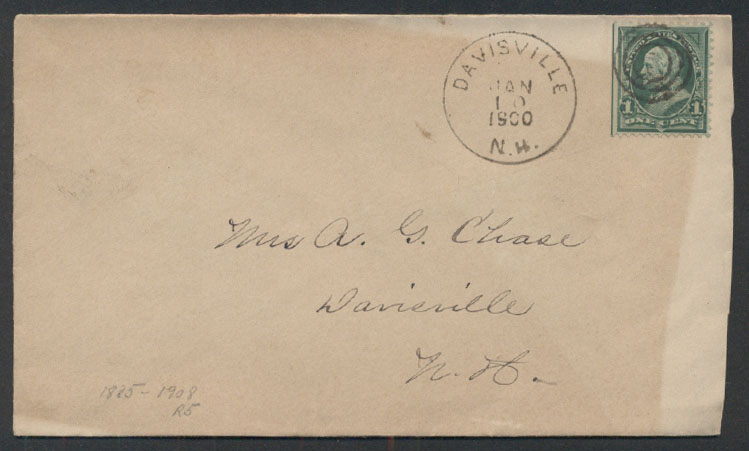 DAVISVILLE
JAN
10
1900
N.H.
1 1
ONE CENT
Mrs A. G. Chase
Davisville
N. H.
1885-1908
R5